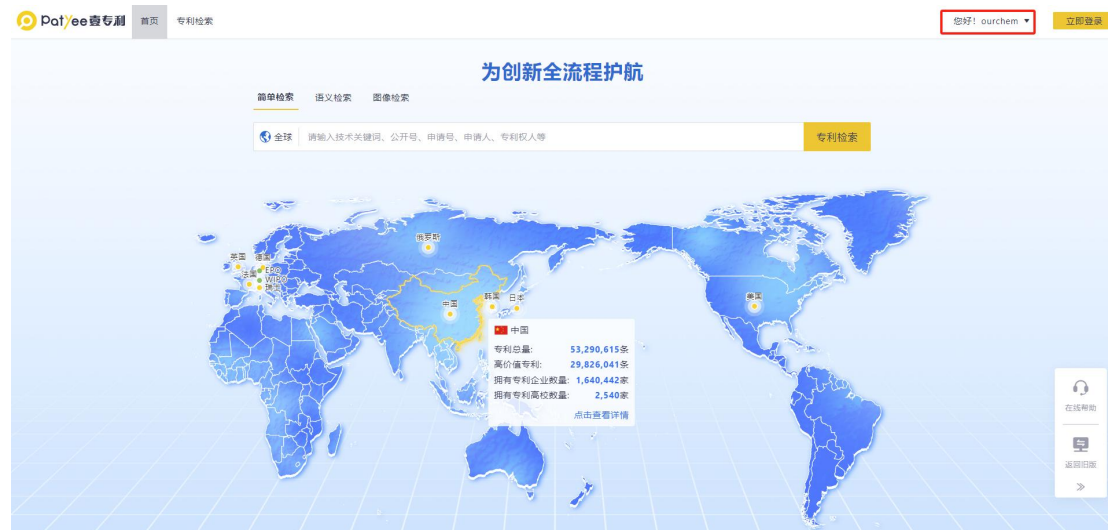 Patyee壹专利 首页 专利检索 您好！ourchem ▼ 立即登录
为创新全流程护航
简单检索 语义检索 图像检索
全球 请输入技术关键词、公开号、申请号、申请人、专利权人等 专利检索
俄罗斯
英国 德国
EPO
法国
WIPO
瑞士
中国 韩国 日本
美国
中国
专利总量: 53,290,615条
高价值专利: 29,826,041条
拥有专利企业数量: 1,640,442家
拥有专利高校数量: 2,540家
点击查看详情
在线帮助
返回旧版